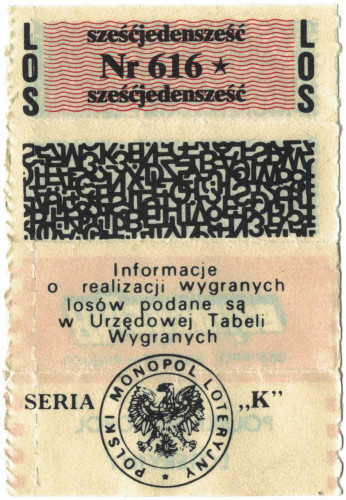 LOS
sześćjedensześć
Nr 616 ★
sześćjedensześć
LOS
Informacje
o realizacji wygranych
losów podane są
w Urzędowej Tabeli
Wygranych
SERIA „K”
POLSKI MONOPOL LOTERYJNY